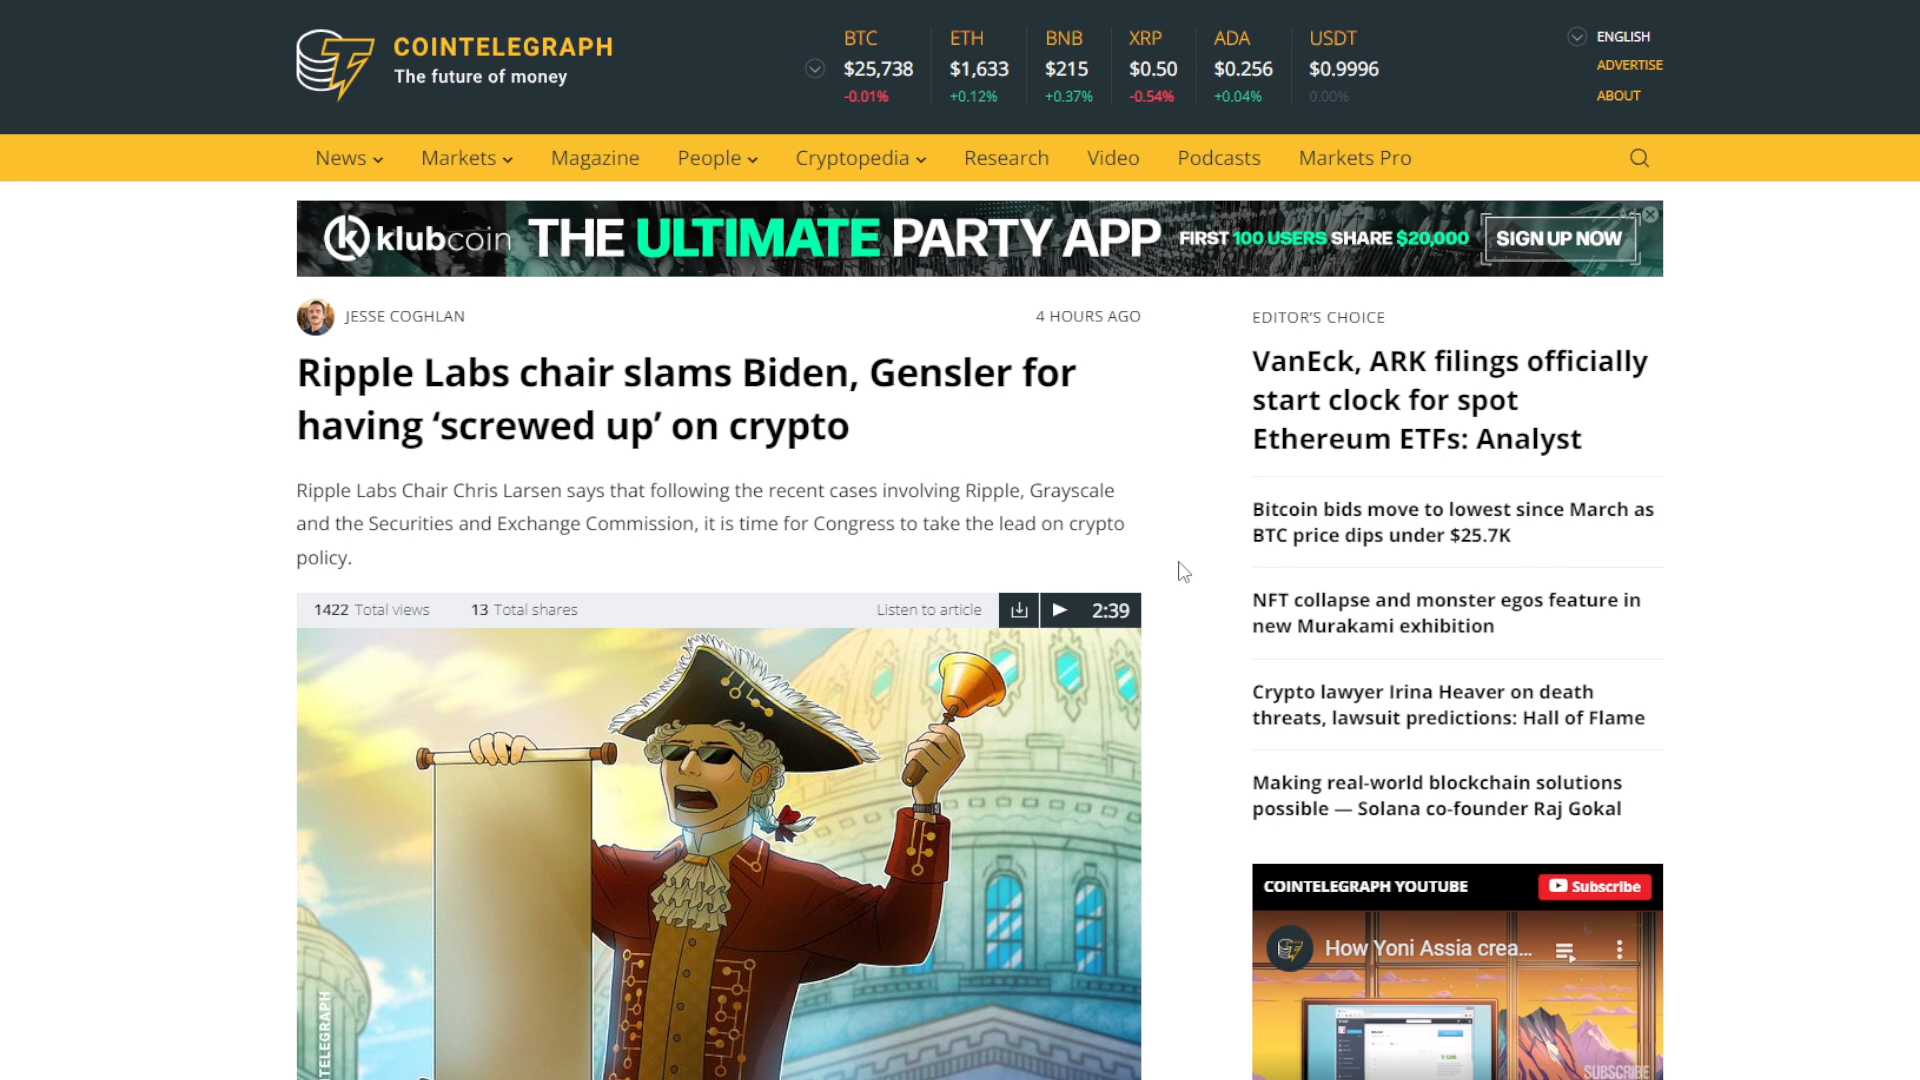 COINTELEGRAPH
The future of money
BTC
$25,738
-0.01%
ETH
$1,633
+0.12%
BNB
$215
+0.37%
XRP
$0.50
-0.54%
ADA
$0.256
+0.04%
USDT
$0.9996
0.00%
ENGLISH
ADVERTISE
ABOUT
News
Markets
Magazine
People
Cryptopedia
Research
Video
Podcasts
Markets Pro
klubcoin THE ULTIMATE PARTY APP FIRST 100 USERS SHARE $20,000 SIGN UP NOW
JESSE COGHLAN
4 HOURS AGO
Ripple Labs chair slams Biden, Gensler for
having ‘screwed up’ on crypto
Ripple Labs Chair Chris Larsen says that following the recent cases involving Ripple, Grayscale
and the Securities and Exchange Commission, it is time for Congress to take the lead on crypto
policy.
1422 Total views
13 Total shares
Listen to article
2:39
TELEGRAPH
EDITOR’S CHOICE
VanEck, ARK filings officially
start clock for spot
Ethereum ETFs: Analyst
Bitcoin bids move to lowest since March as
BTC price dips under $25.7K
NFT collapse and monster egos feature in
new Murakami exhibition
Crypto lawyer Irina Heaver on death
threats, lawsuit predictions: Hall of Flame
Making real-world blockchain solutions
possible — Solana co-founder Raj Gokal
COINTELEGRAPH YOUTUBE
Subscribe
How Yoni Assia crea...
SUBSCRIBE